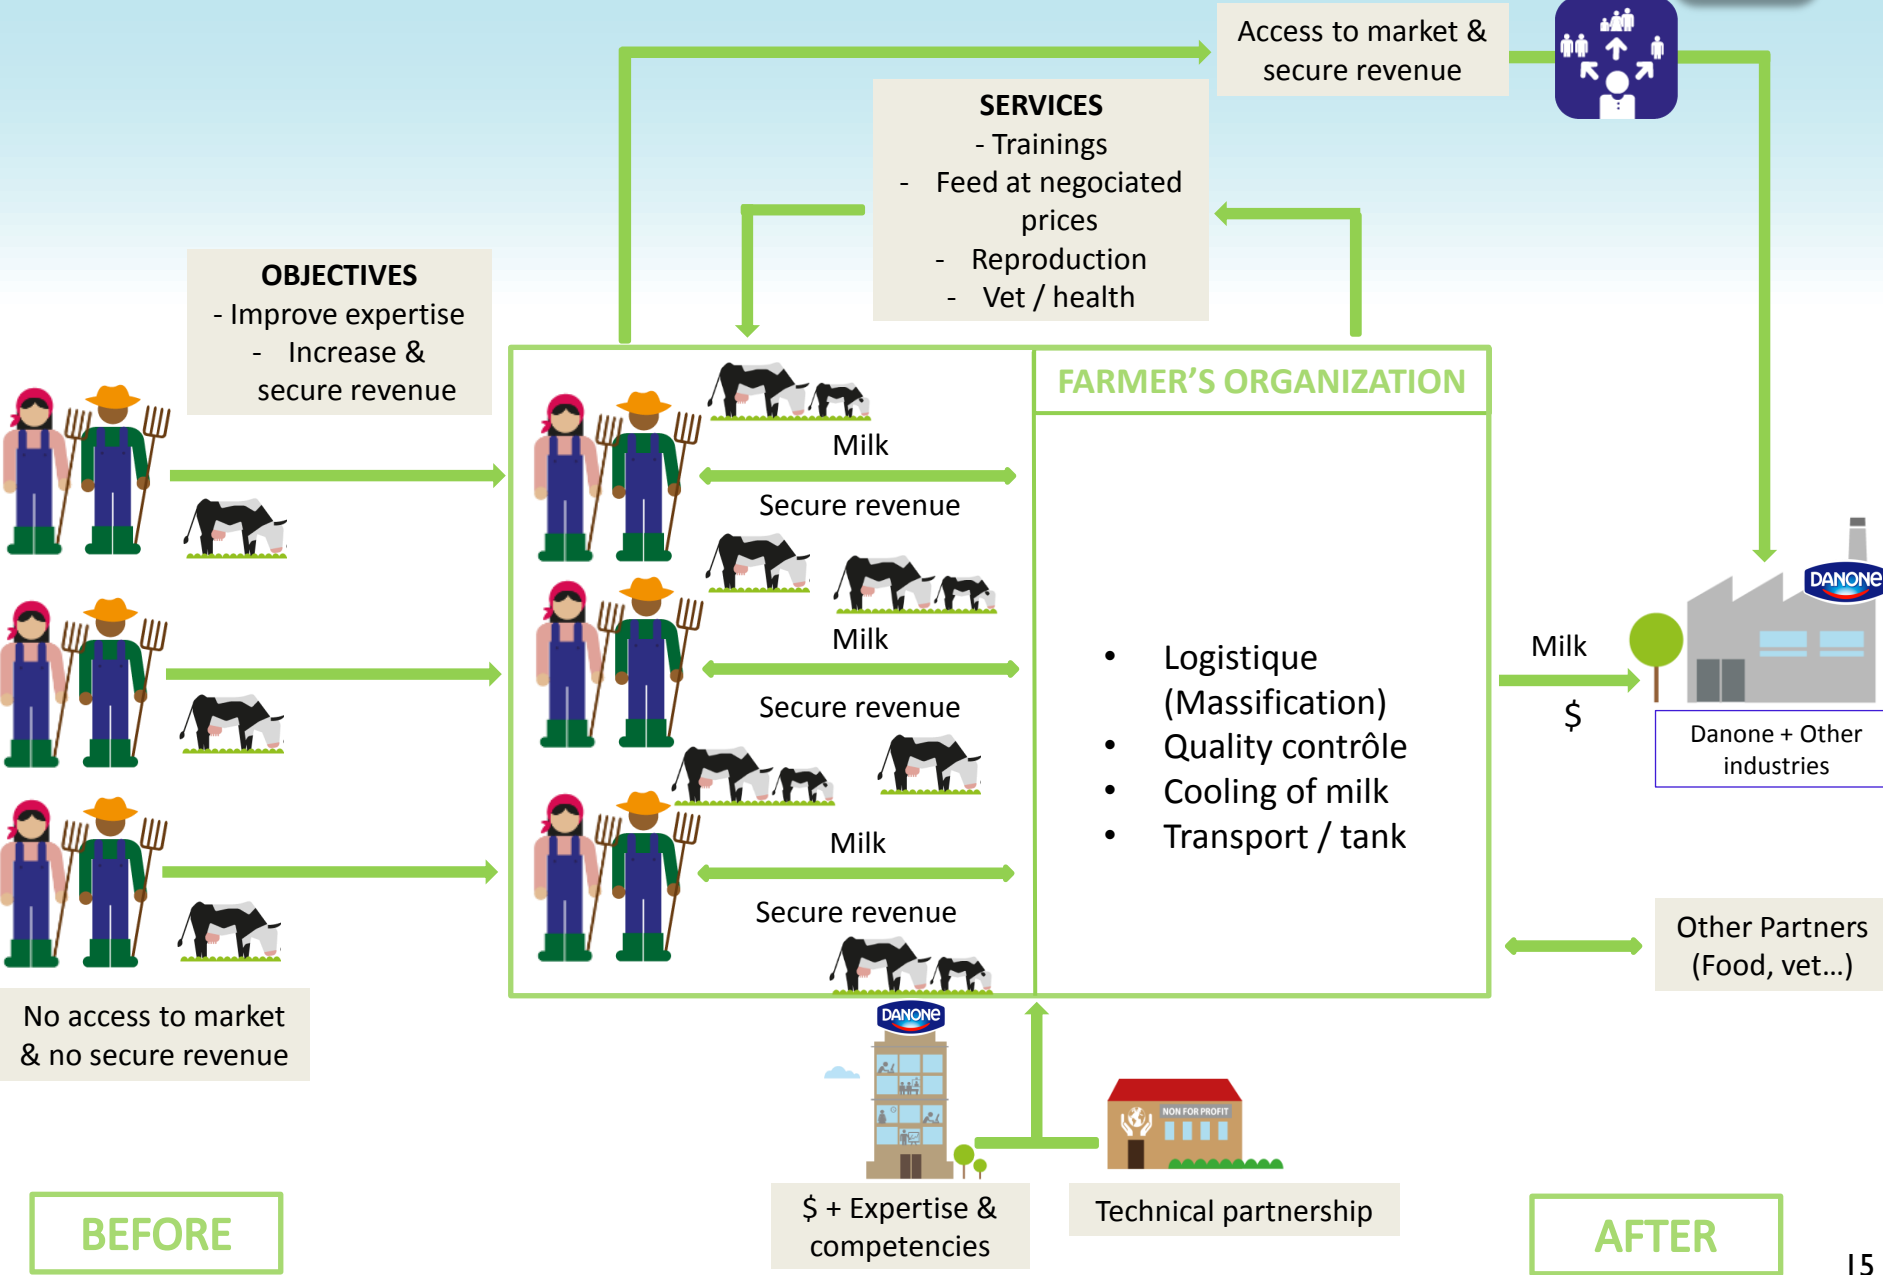 Access to market &
secure revenue
SERVICES
- Trainings
- Feed at negociated
prices
- Reproduction
- Vet / health
OBJECTIVES
- Improve expertise
- Increase &
secure revenue
FARMER'S ORGANIZATION
Milk
Secure revenue
Milk
Secure revenue
Milk
Secure revenue
• Logistique
(Massification)
• Quality contrôle
• Cooling of milk
• Transport / tank
Milk
$
DANONE
Danone + Other
industries
Other Partners
(Food, vet...)
No access to market
& no secure revenue
DANONE
NON FOR PROFIT
$ + Expertise &
competencies
Technical partnership
BEFORE
AFTER
15